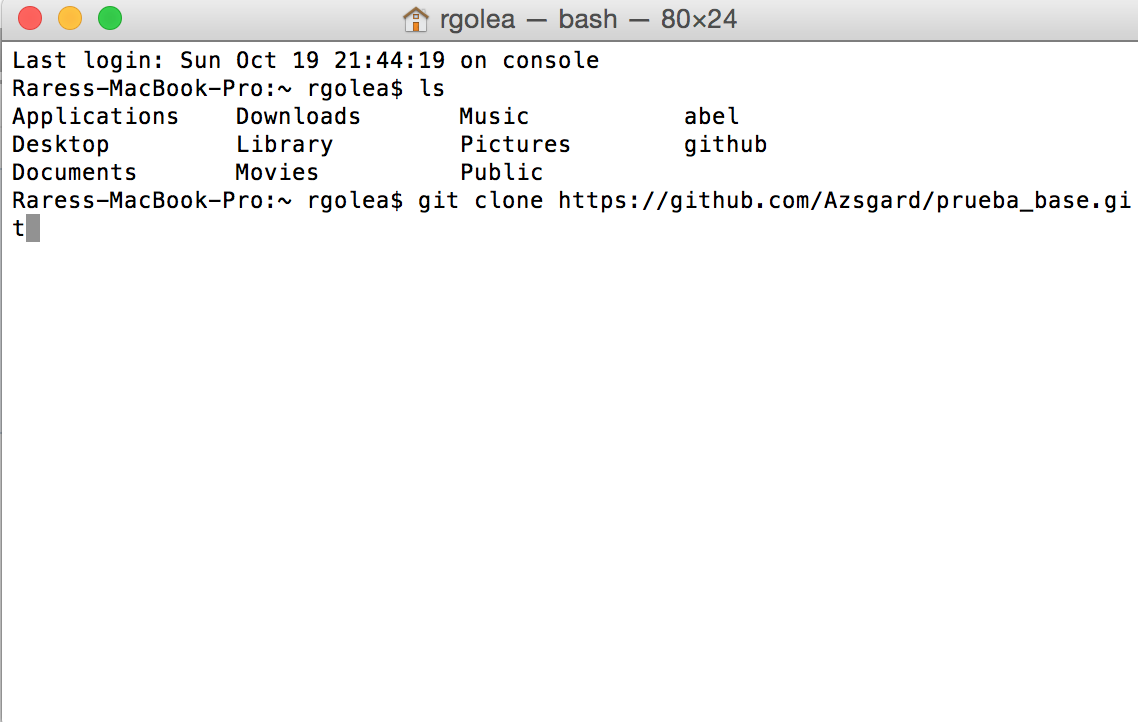 rgolea — bash — 80×24
Last login: Sun Oct 19 21:44:19 on console
Raress-MacBook-Pro:~ rgolea$ ls
Applications    Downloads       Music           abel
Desktop         Library         Pictures        github
Documents       Movies          Public
Raress-MacBook-Pro:~ rgolea$ git clone https://github.com/Azsgard/prueba_base.gi
t